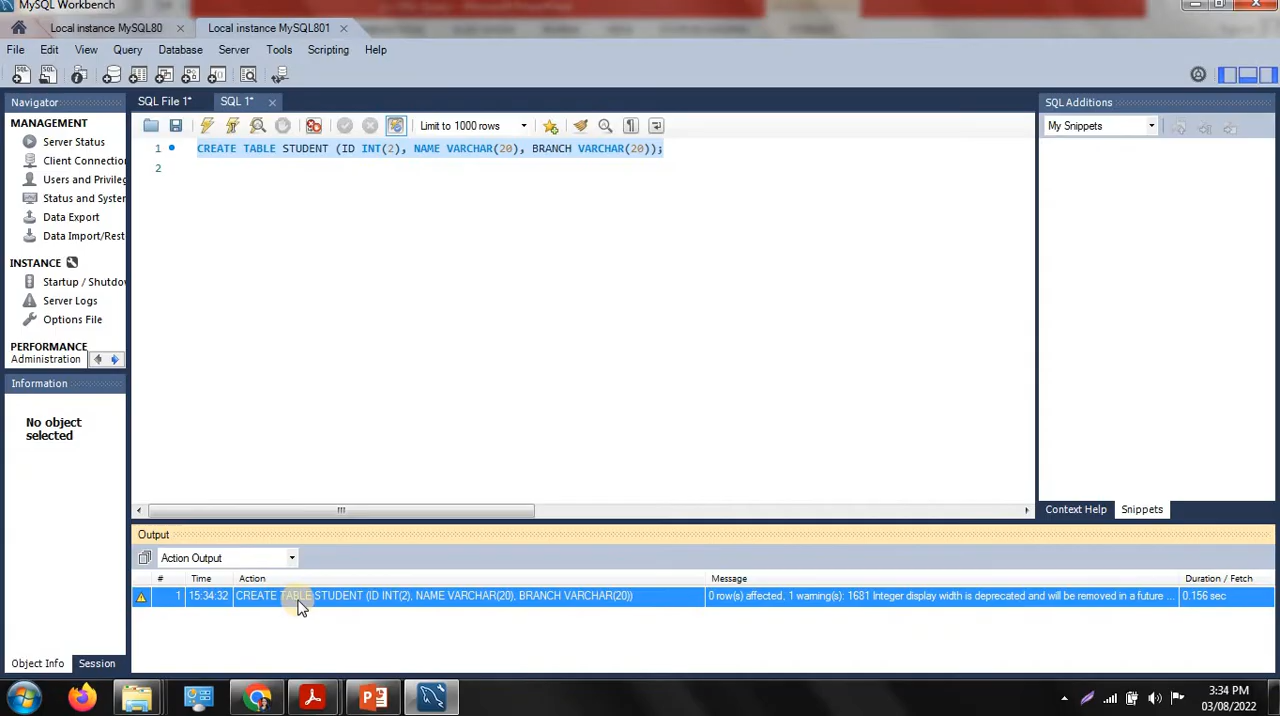 MySQL Workbench
Local instance MySQL80
Local instance MySQL801
File Edit View Query Database Server Tools Scripting Help
Navigator
MANAGEMENT
Server Status
Client Connectio
Users and Privileg
Status and Syster
Data Export
Data Import/Rest
INSTANCE
Startup / Shutdov
Server Logs
Options File
PERFORMANCE
Administration
Information
No object
selected
Object Info Session
SQL File 1* SQL 1*
Limit to 1000 rows
1 CREATE TABLE STUDENT (ID INT(2), NAME VARCHAR(20), BRANCH VARCHAR(20));
2
SQL Additions
My Snippets
Context Help Snippets
Output
Action Output
# Time Action Message Duration / Fetch
1 15:34:32 CREATE TABLE STUDENT (ID INT(2), NAME VARCHAR(20), BRANCH VARCHAR(20)) 0 row(s) affected, 1 warning(s): 1681 Integer display width is deprecated and will be removed in a future ... 0.156 sec
3:34 PM
03/08/2022